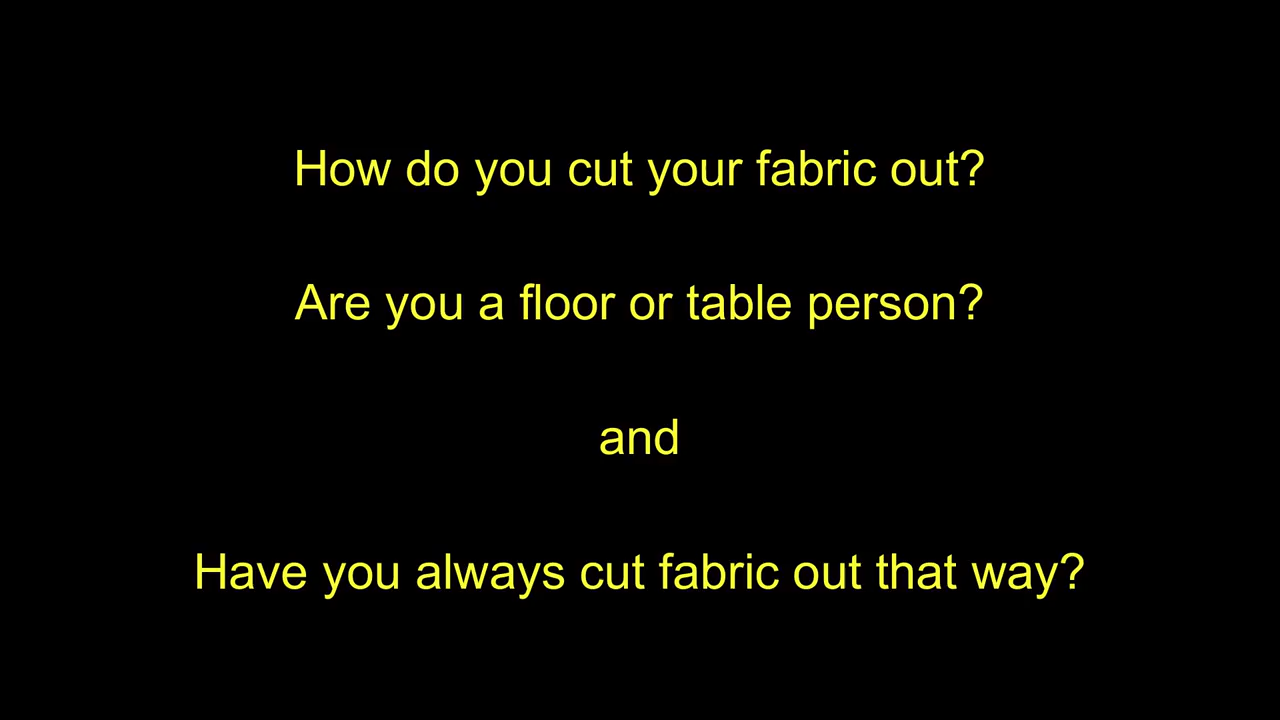 How do you cut your fabric out?
Are you a floor or table person?
and
Have you always cut fabric out that way?